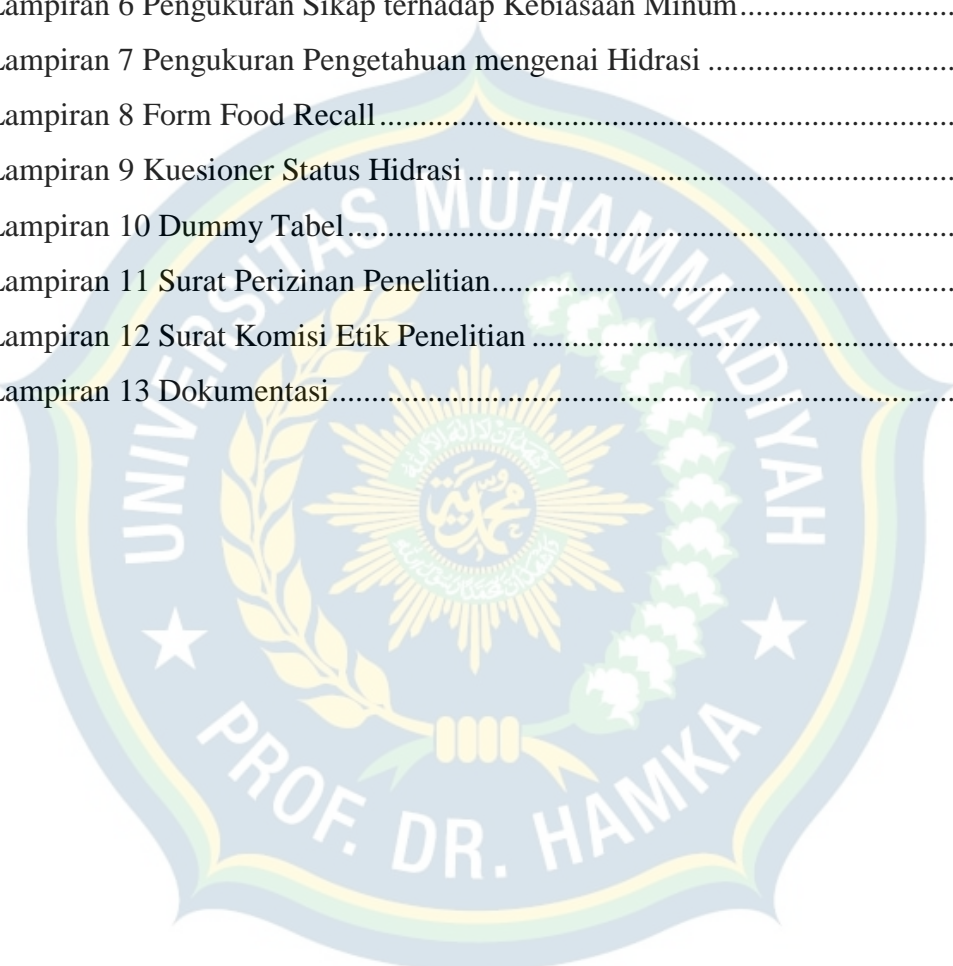 Lampiran 6 Pengukuran Sikap terhadap Kebiasaan Minum
Lampiran 7 Pengukuran Pengetahuan mengenai Hidrasi
Lampiran 8 Form Food Recall
Lampiran 9 Kuesioner Status Hidrasi
Lampiran 10 Dummy Tabel
Lampiran 11 Surat Perizinan Penelitian
Lampiran 12 Surat Komisi Etik Penelitian
Lampiran 13 Dokumentasi
UNIVERSITAS MUHAMMADIYAH
محمدية
PROF. DR. HAMKA